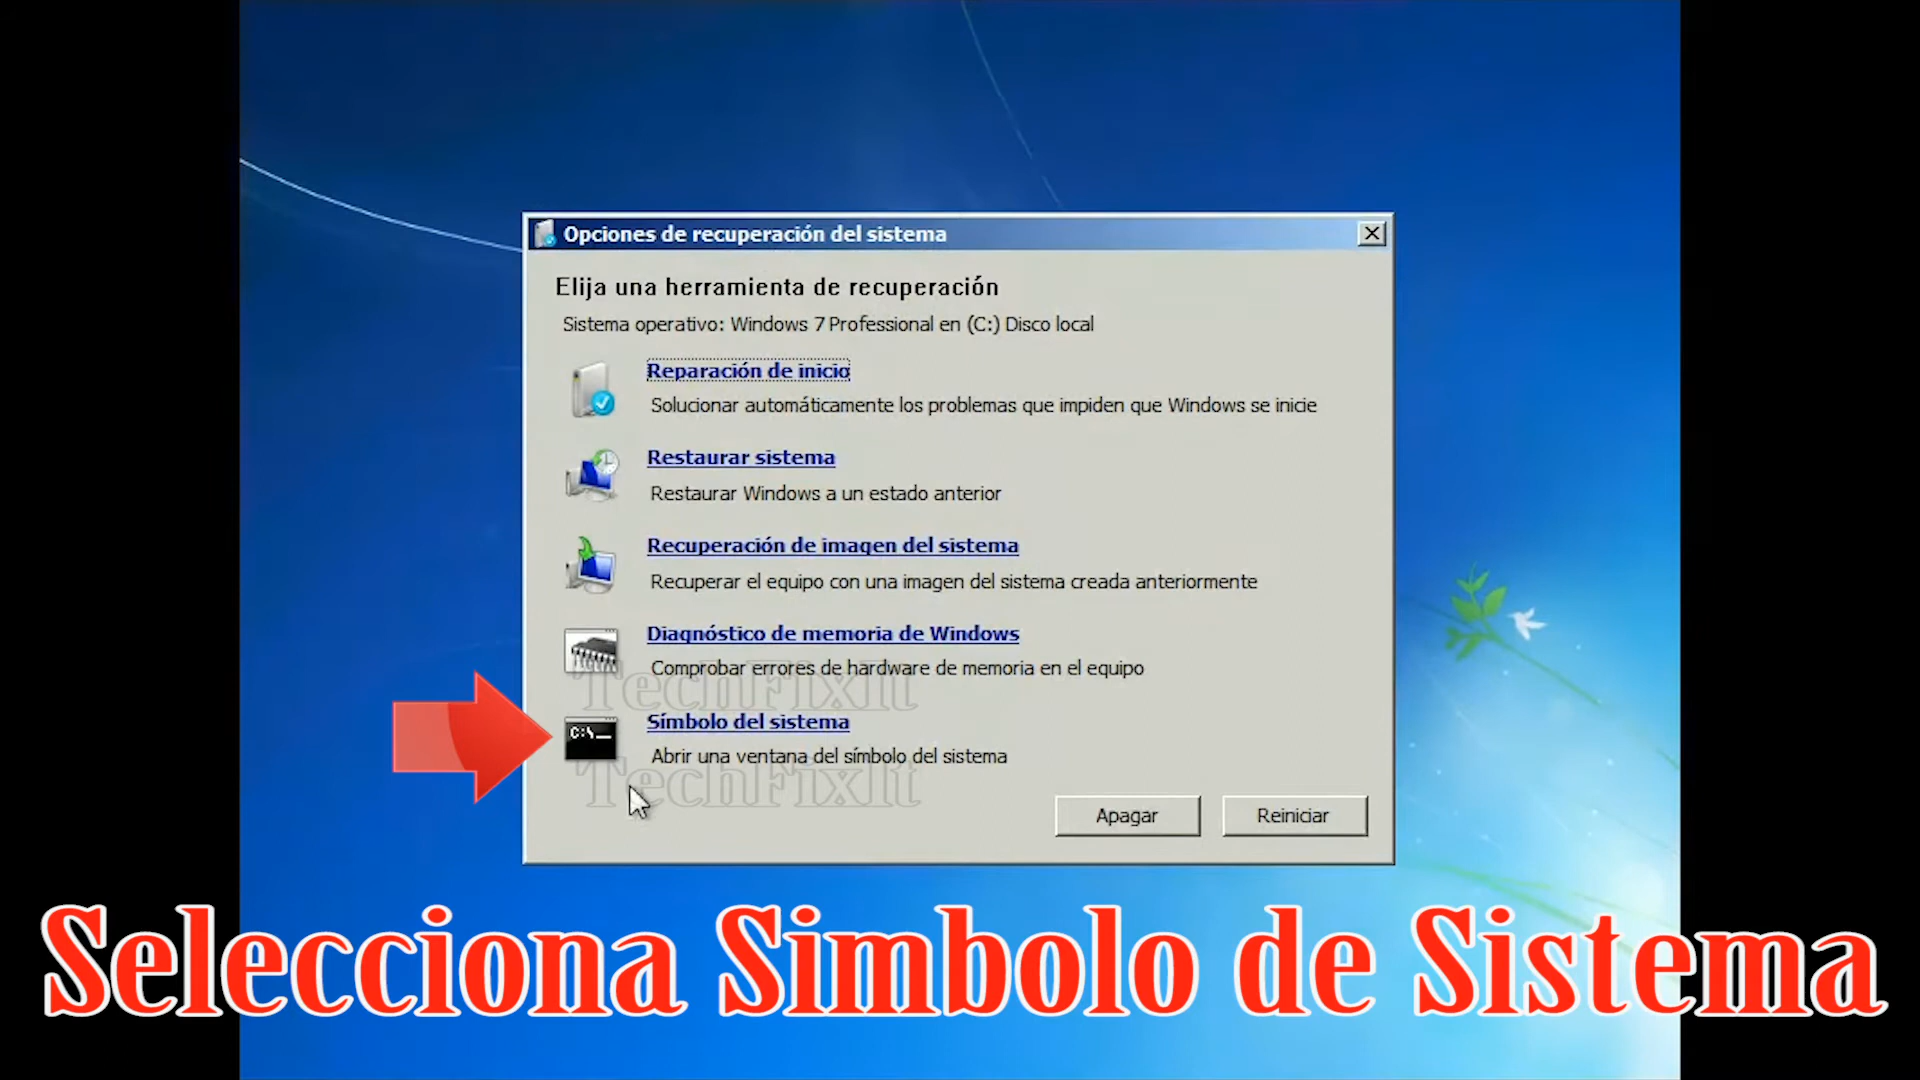 Opciones de recuperación del sistema
Elija una herramienta de recuperación
Sistema operativo: Windows 7 Professional en (C:) Disco local
Reparación de inicio
Solucionar automáticamente los problemas que impiden que Windows se inicie
Restaurar sistema
Restaurar Windows a un estado anterior
Recuperación de imagen del sistema
Recuperar el equipo con una imagen del sistema creada anteriormente
Diagnóstico de memoria de Windows
Comprobar errores de hardware de memoria en el equipo
TechFixIt
C:\_
Símbolo del sistema
Abrir una ventana del símbolo del sistema
TechFixIt
Apagar
Reiniciar
Selecciona Simbolo de Sistema